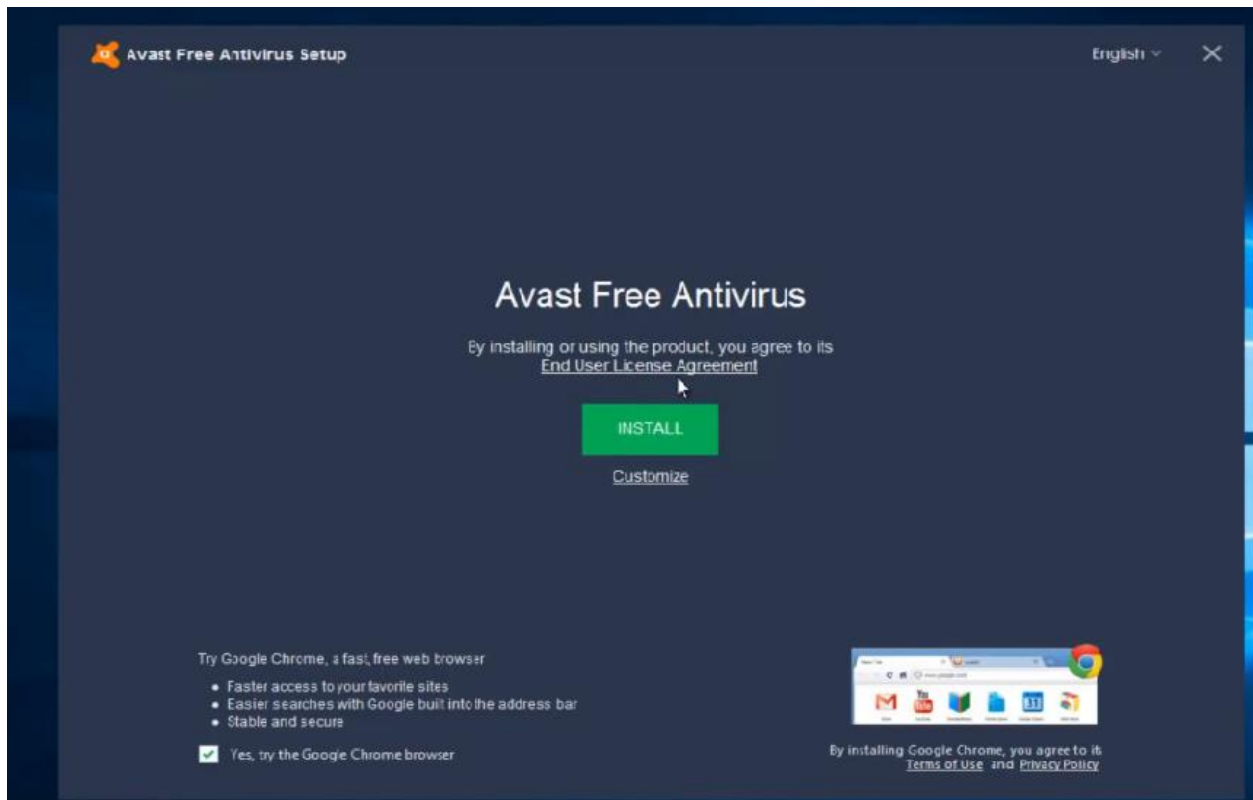 Avast Free Antivirus Setup
English
Avast Free Antivirus
By installing or using the product, you agree to its
End User License Agreement
INSTALL
Customize
Try Google Chrome, a fast, free web browser
• Faster access to your favorite sites
• Easier searches with Google built into the address bar
• Stable and secure
Yes, try the Google Chrome browser
You
Tube
31
By installing Google Chrome, you agree to its
Terms of Use and Privacy Policy